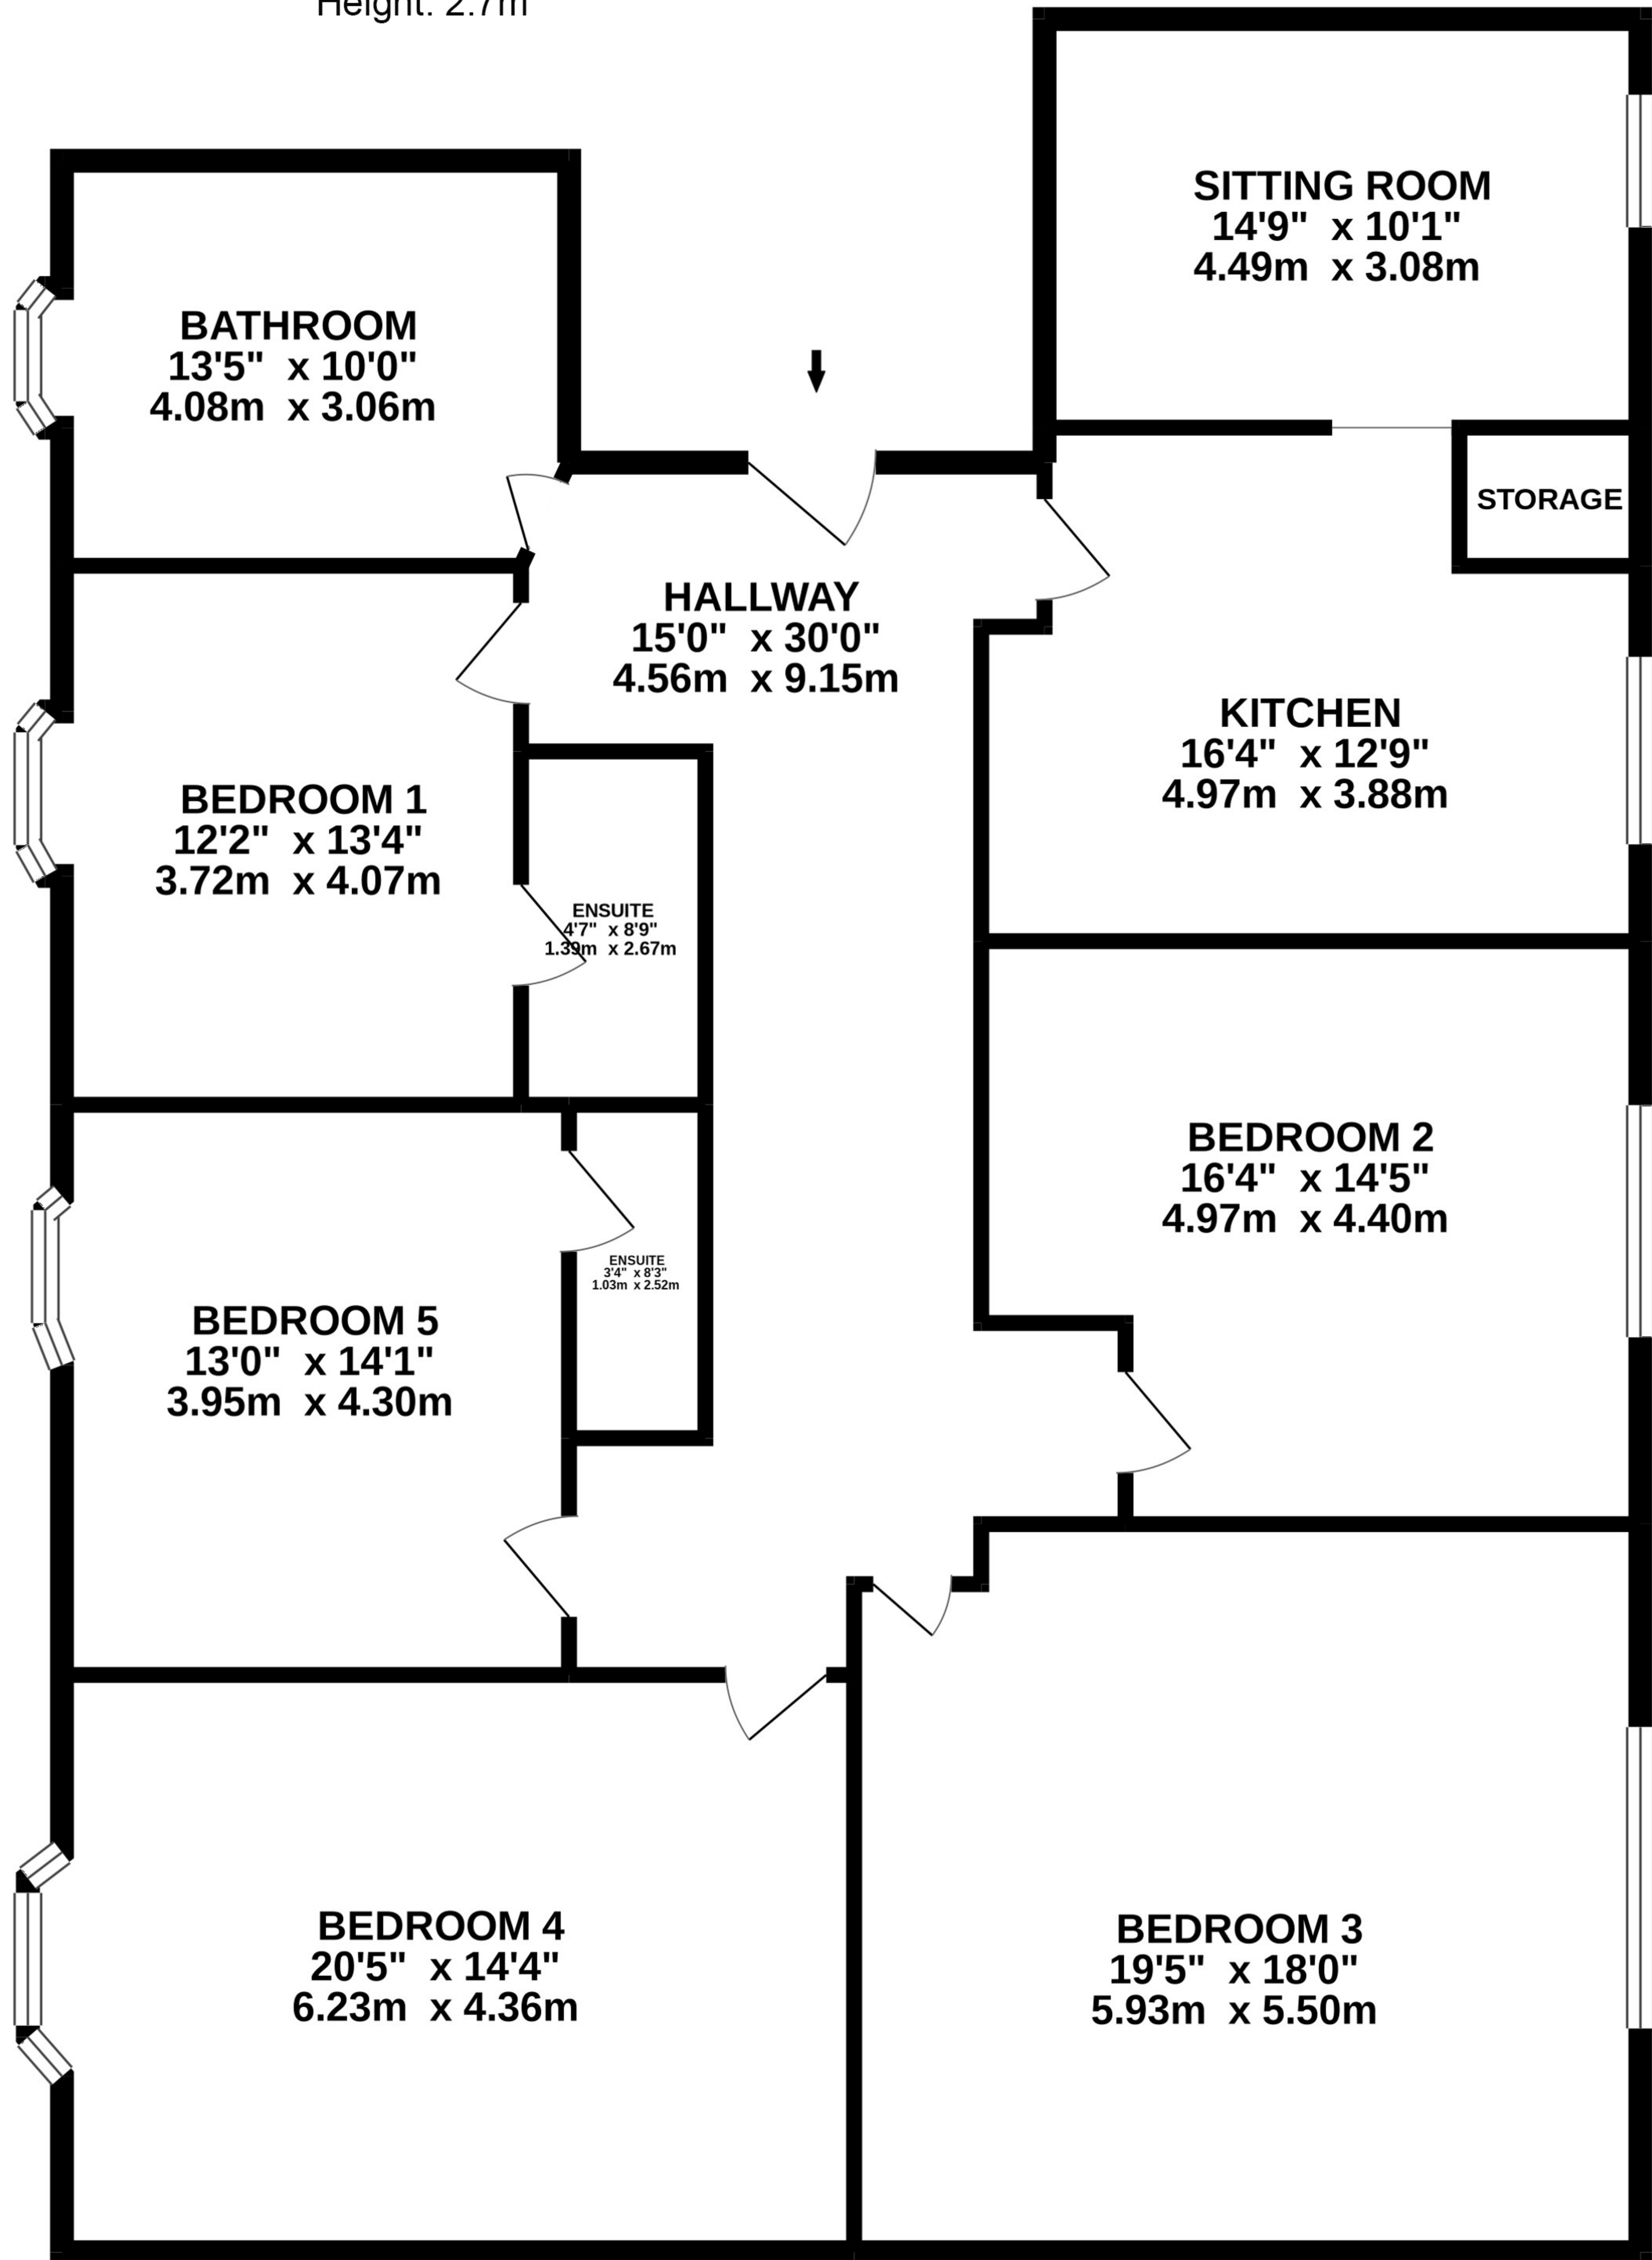 Height: 2.7m
SITTING ROOM
14'9" x 10'1"
4.49m x 3.08m
BATHROOM
13'5" x 10'0"
4.08m x 3.06m
STORAGE
HALLWAY
15'0" x 30'0"
4.56m x 9.15m
KITCHEN
16'4" x 12'9"
4.97m x 3.88m
BEDROOM 1
12'2" x 13'4"
3.72m x 4.07m
ENSUITE
4'7" x 8'9"
1.39m x 2.67m
BEDROOM 2
16'4" x 14'5"
4.97m x 4.40m
ENSUITE
3'4" x 8'3"
1.03m x 2.52m
BEDROOM 5
13'0" x 14'1"
3.95m x 4.30m
BEDROOM 4
20'5" x 14'4"
6.23m x 4.36m
BEDROOM 3
19'5" x 18'0"
5.93m x 5.50m